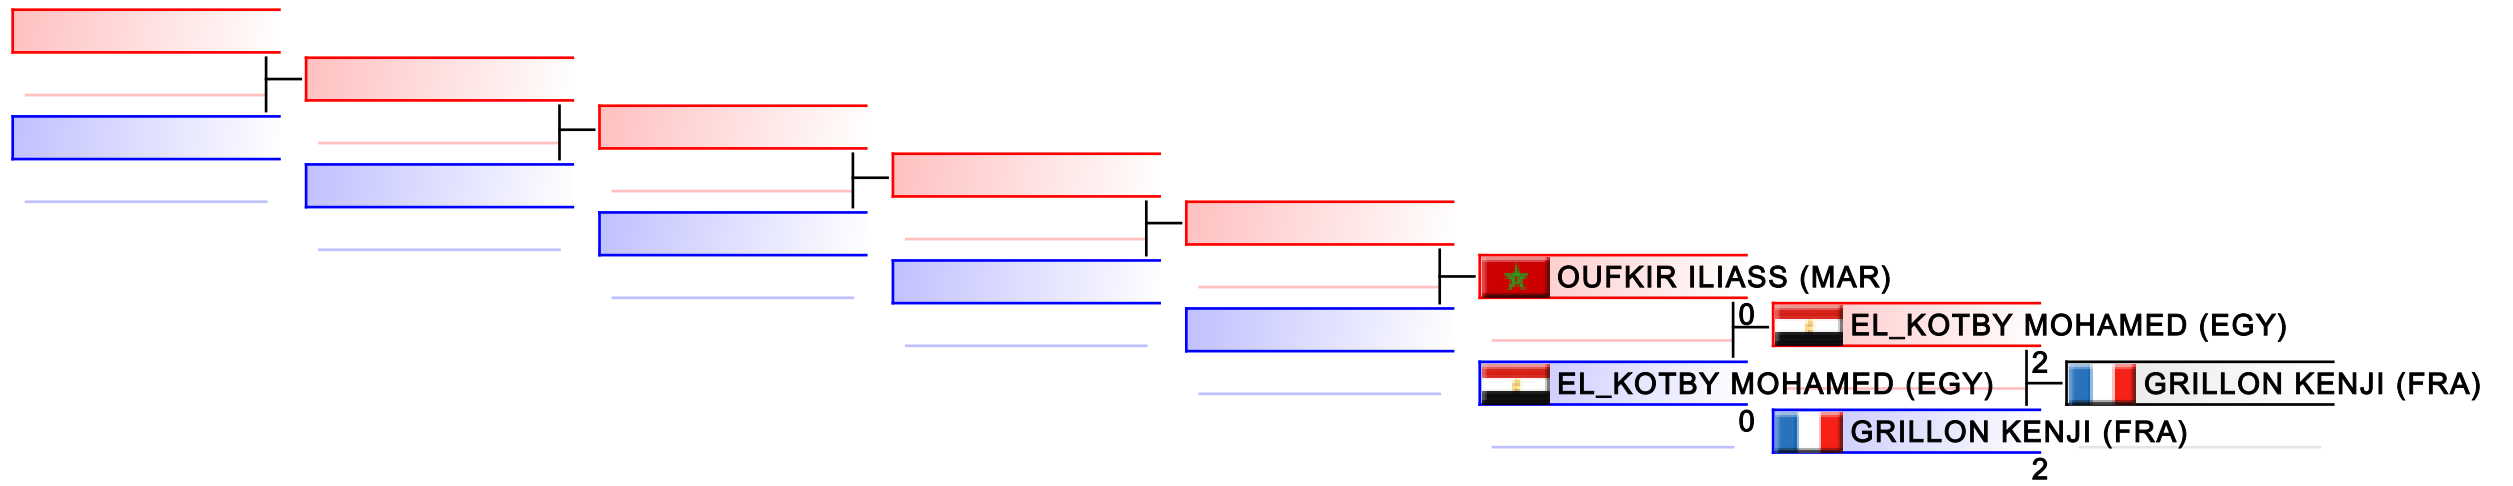 OUFKIR ILIASS (MAR)
0
EL_KOTBY MOHAMED (EGY)
EL_KOTBY MOHAMED (EGY)
0
2
GRILLON KENJI (FRA)
GRILLON KENJI (FRA)
2